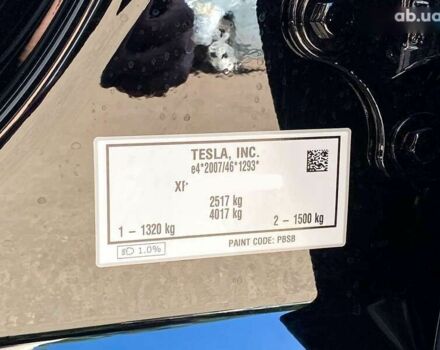 ab.ua
TESLA, INC.
e4*2007/46*1293*
2517 kg
4017 kg
1 – 1320 kg 2 – 1500 kg
1.0% PAINT CODE: PBSB